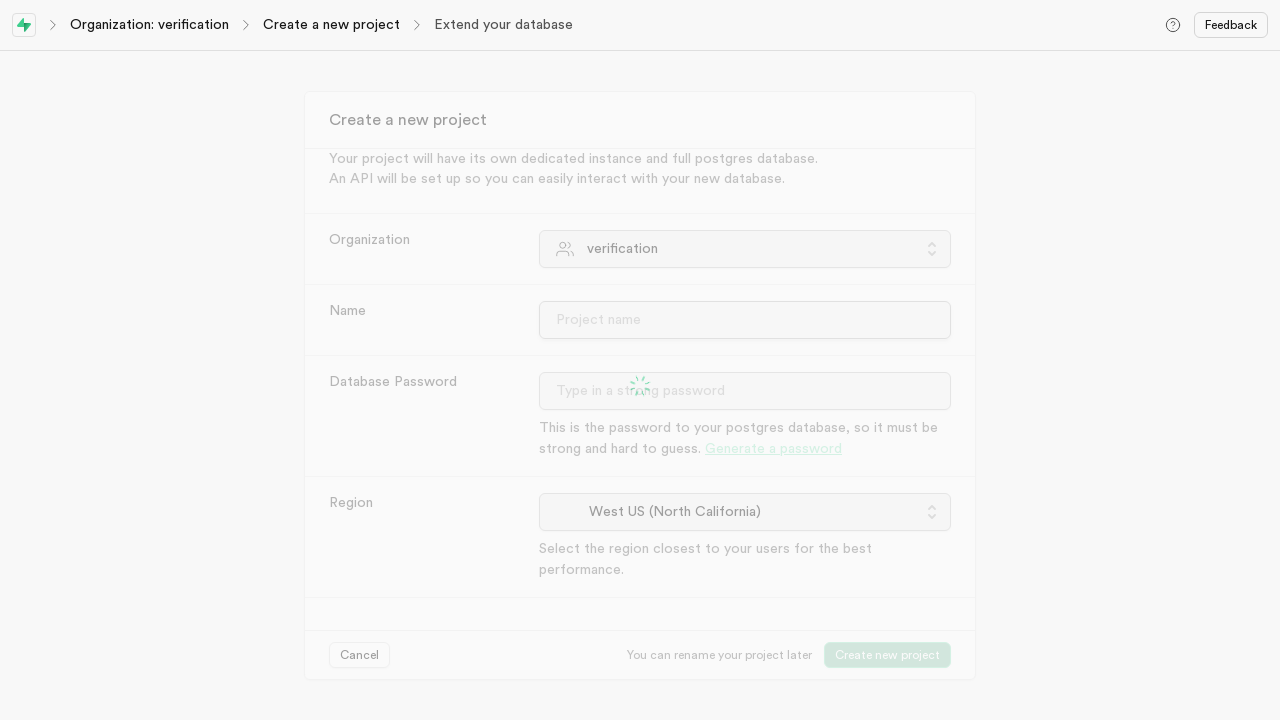 Organization: verification
Create a new project
Extend your database
Feedback
Create a new project
Your project will have its own dedicated instance and full postgres database.
An API will be set up so you can easily interact with your new database.
Organization
verification
Name
Project name
Database Password
Type in a strong password
This is the password to your postgres database, so it must be
strong and hard to guess. Generate a password
Region
West US (North California)
Select the region closest to your users for the best
performance.
Cancel
You can rename your project later
Create new project